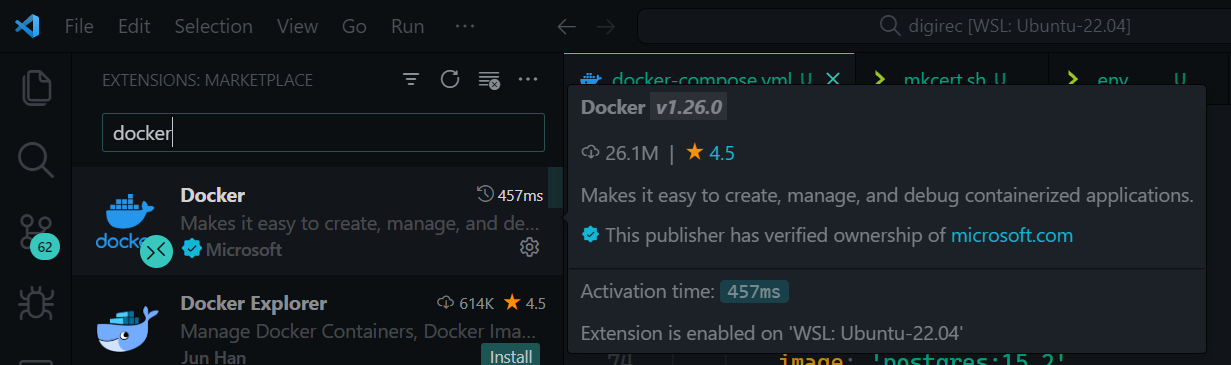 File Edit Selection View Go Run ···
digirec [WSL: Ubuntu-22.04]
EXTENSIONS: MARKETPLACE
docker
docker-compose.yml U
mkcert.sh U
.env U
Docker 457ms
Makes it easy to create, manage, and de...
Microsoft
Docker Explorer 614K 4.5
Manage Docker Containers, Docker Ima...
Jun Han
Install
62
Docker v1.26.0
26.1M | 4.5
Makes it easy to create, manage, and debug containerized applications.
This publisher has verified ownership of microsoft.com
Activation time: 457ms
Extension is enabled on 'WSL: Ubuntu-22.04'
74 image: 'postgres:15.2'